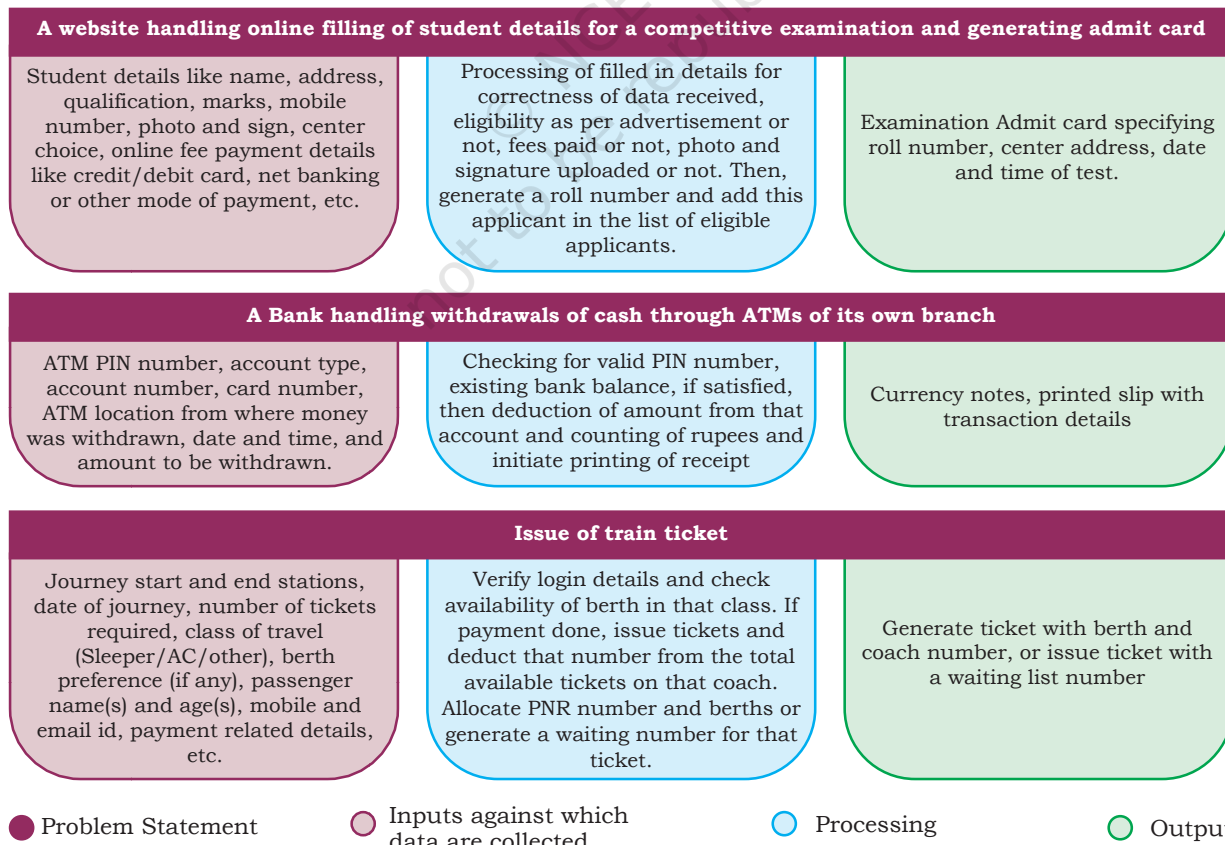 A website handling online filling of student details for a competitive examination and generating admit card
Student details like name, address,
qualification, marks, mobile
number, photo and sign, center
choice, online fee payment details
like credit/debit card, net banking
or other mode of payment, etc.
Processing of filled in details for
correctness of data received,
eligibility as per advertisement or
not, fees paid or not, photo and
signature uploaded or not. Then,
generate a roll number and add this
applicant in the list of eligible
applicants.
Examination Admit card specifying
roll number, center address, date
and time of test.
A Bank handling withdrawals of cash through ATMs of its own branch
ATM PIN number, account type,
account number, card number,
ATM location from where money
was withdrawn, date and time, and
amount to be withdrawn.
Checking for valid PIN number,
existing bank balance, if satisfied,
then deduction of amount from that
account and counting of rupees and
initiate printing of receipt
Currency notes, printed slip with
transaction details
Issue of train ticket
Journey start and end stations,
date of journey, number of tickets
required, class of travel
(Sleeper/AC/other), berth
preference (if any), passenger
name(s) and age(s), mobile and
email id, payment related details,
etc.
Verify login details and check
availability of berth in that class. If
payment done, issue tickets and
deduct that number from the total
available tickets on that coach.
Allocate PNR number and berths or
generate a waiting number for that
ticket.
Generate ticket with berth and
coach number, or issue ticket with
a waiting list number
Problem Statement
Inputs against which
data are collected
Processing
Output
© NCE
not to be repu